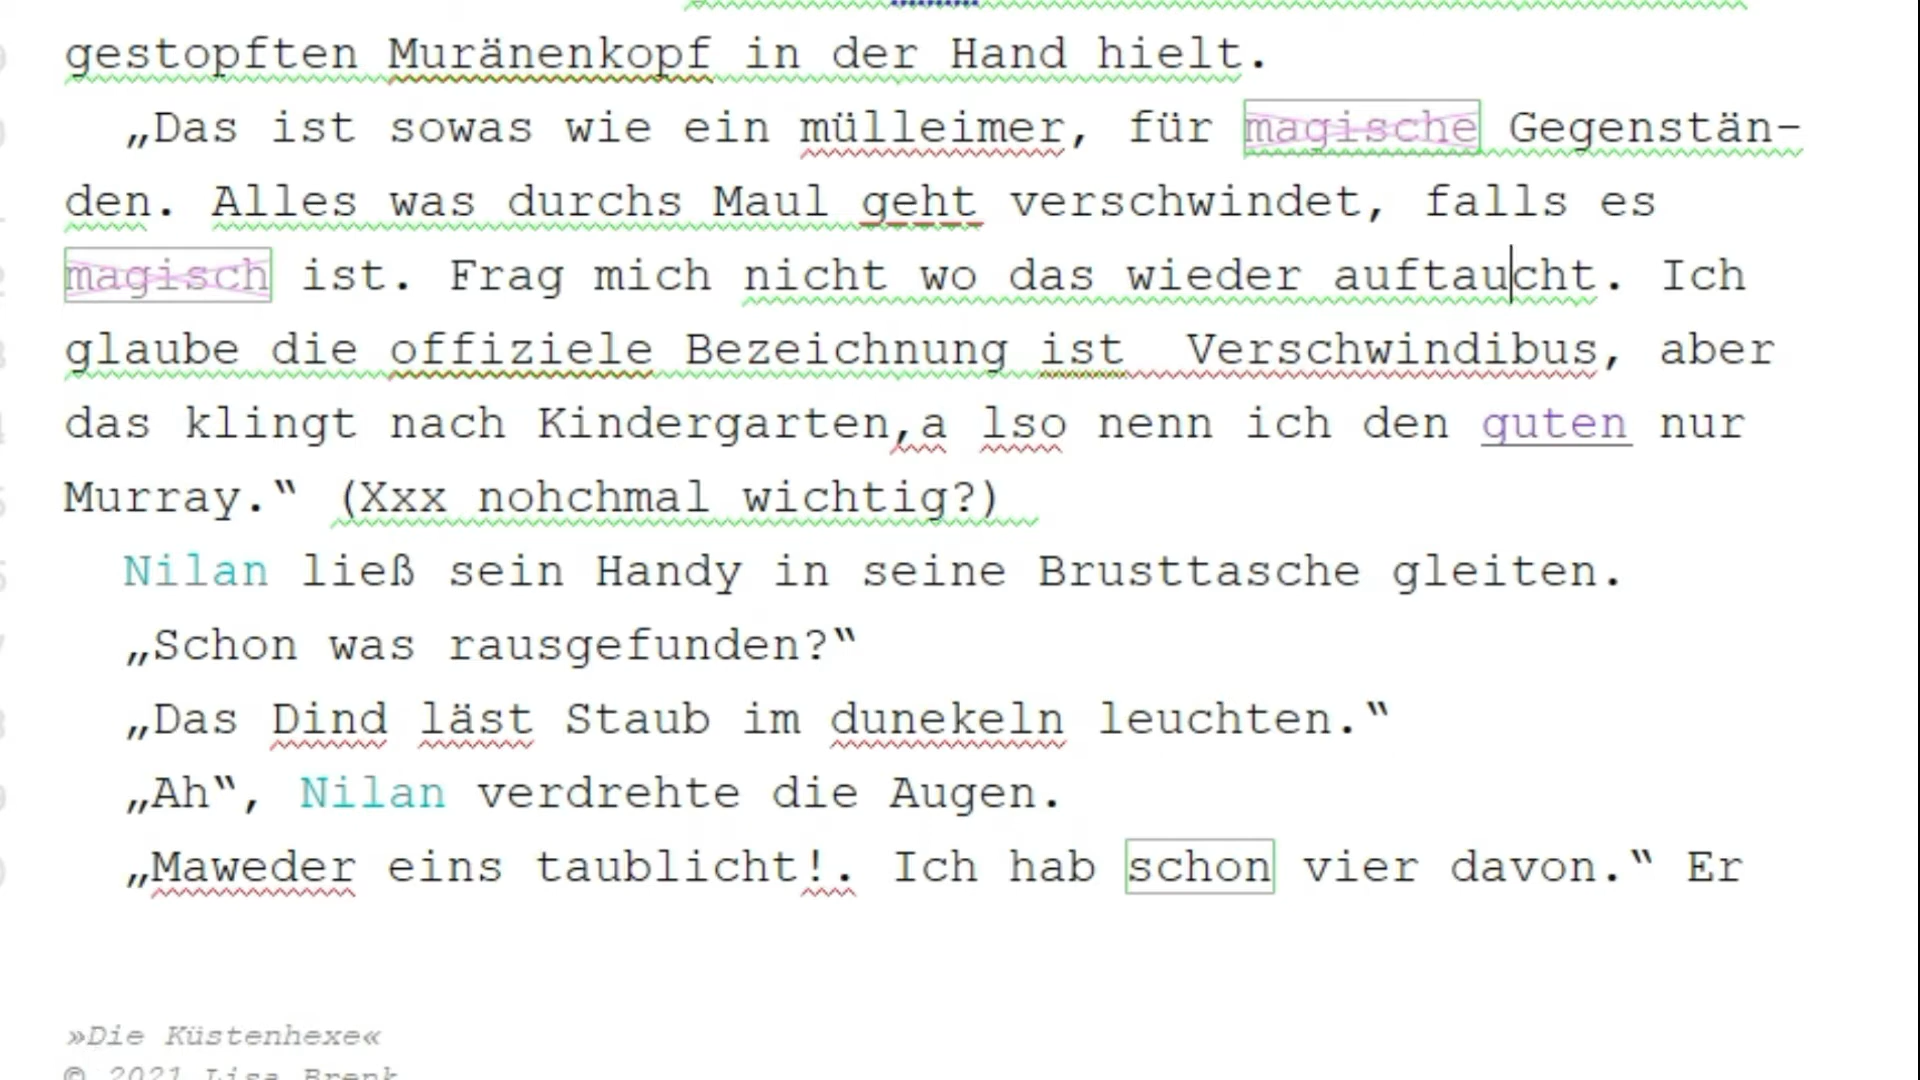 gestopften Muränenkopf in der Hand hielt.
„Das ist sowas wie ein mülleimer, für magische Gegenstän-
den. Alles was durchs Maul geht verschwindet, falls es
magisch ist. Frag mich nicht wo das wieder auftaucht. Ich
glaube die offiziele Bezeichnung ist  Verschwindibus, aber
das klingt nach Kindergarten,a lso nenn ich den guten nur
Murray.“ (Xxx nohchmal wichtig?)
Nilan ließ sein Handy in seine Brusttasche gleiten.
„Schon was rausgefunden?“
„Das Dind läst Staub im dunekeln leuchten.“
„Ah“, Nilan verdrehte die Augen.
„Maweder eins taublicht!. Ich hab schon vier davon.“ Er
»Die Küstenhexe«
© 2021 Lisa Brenk